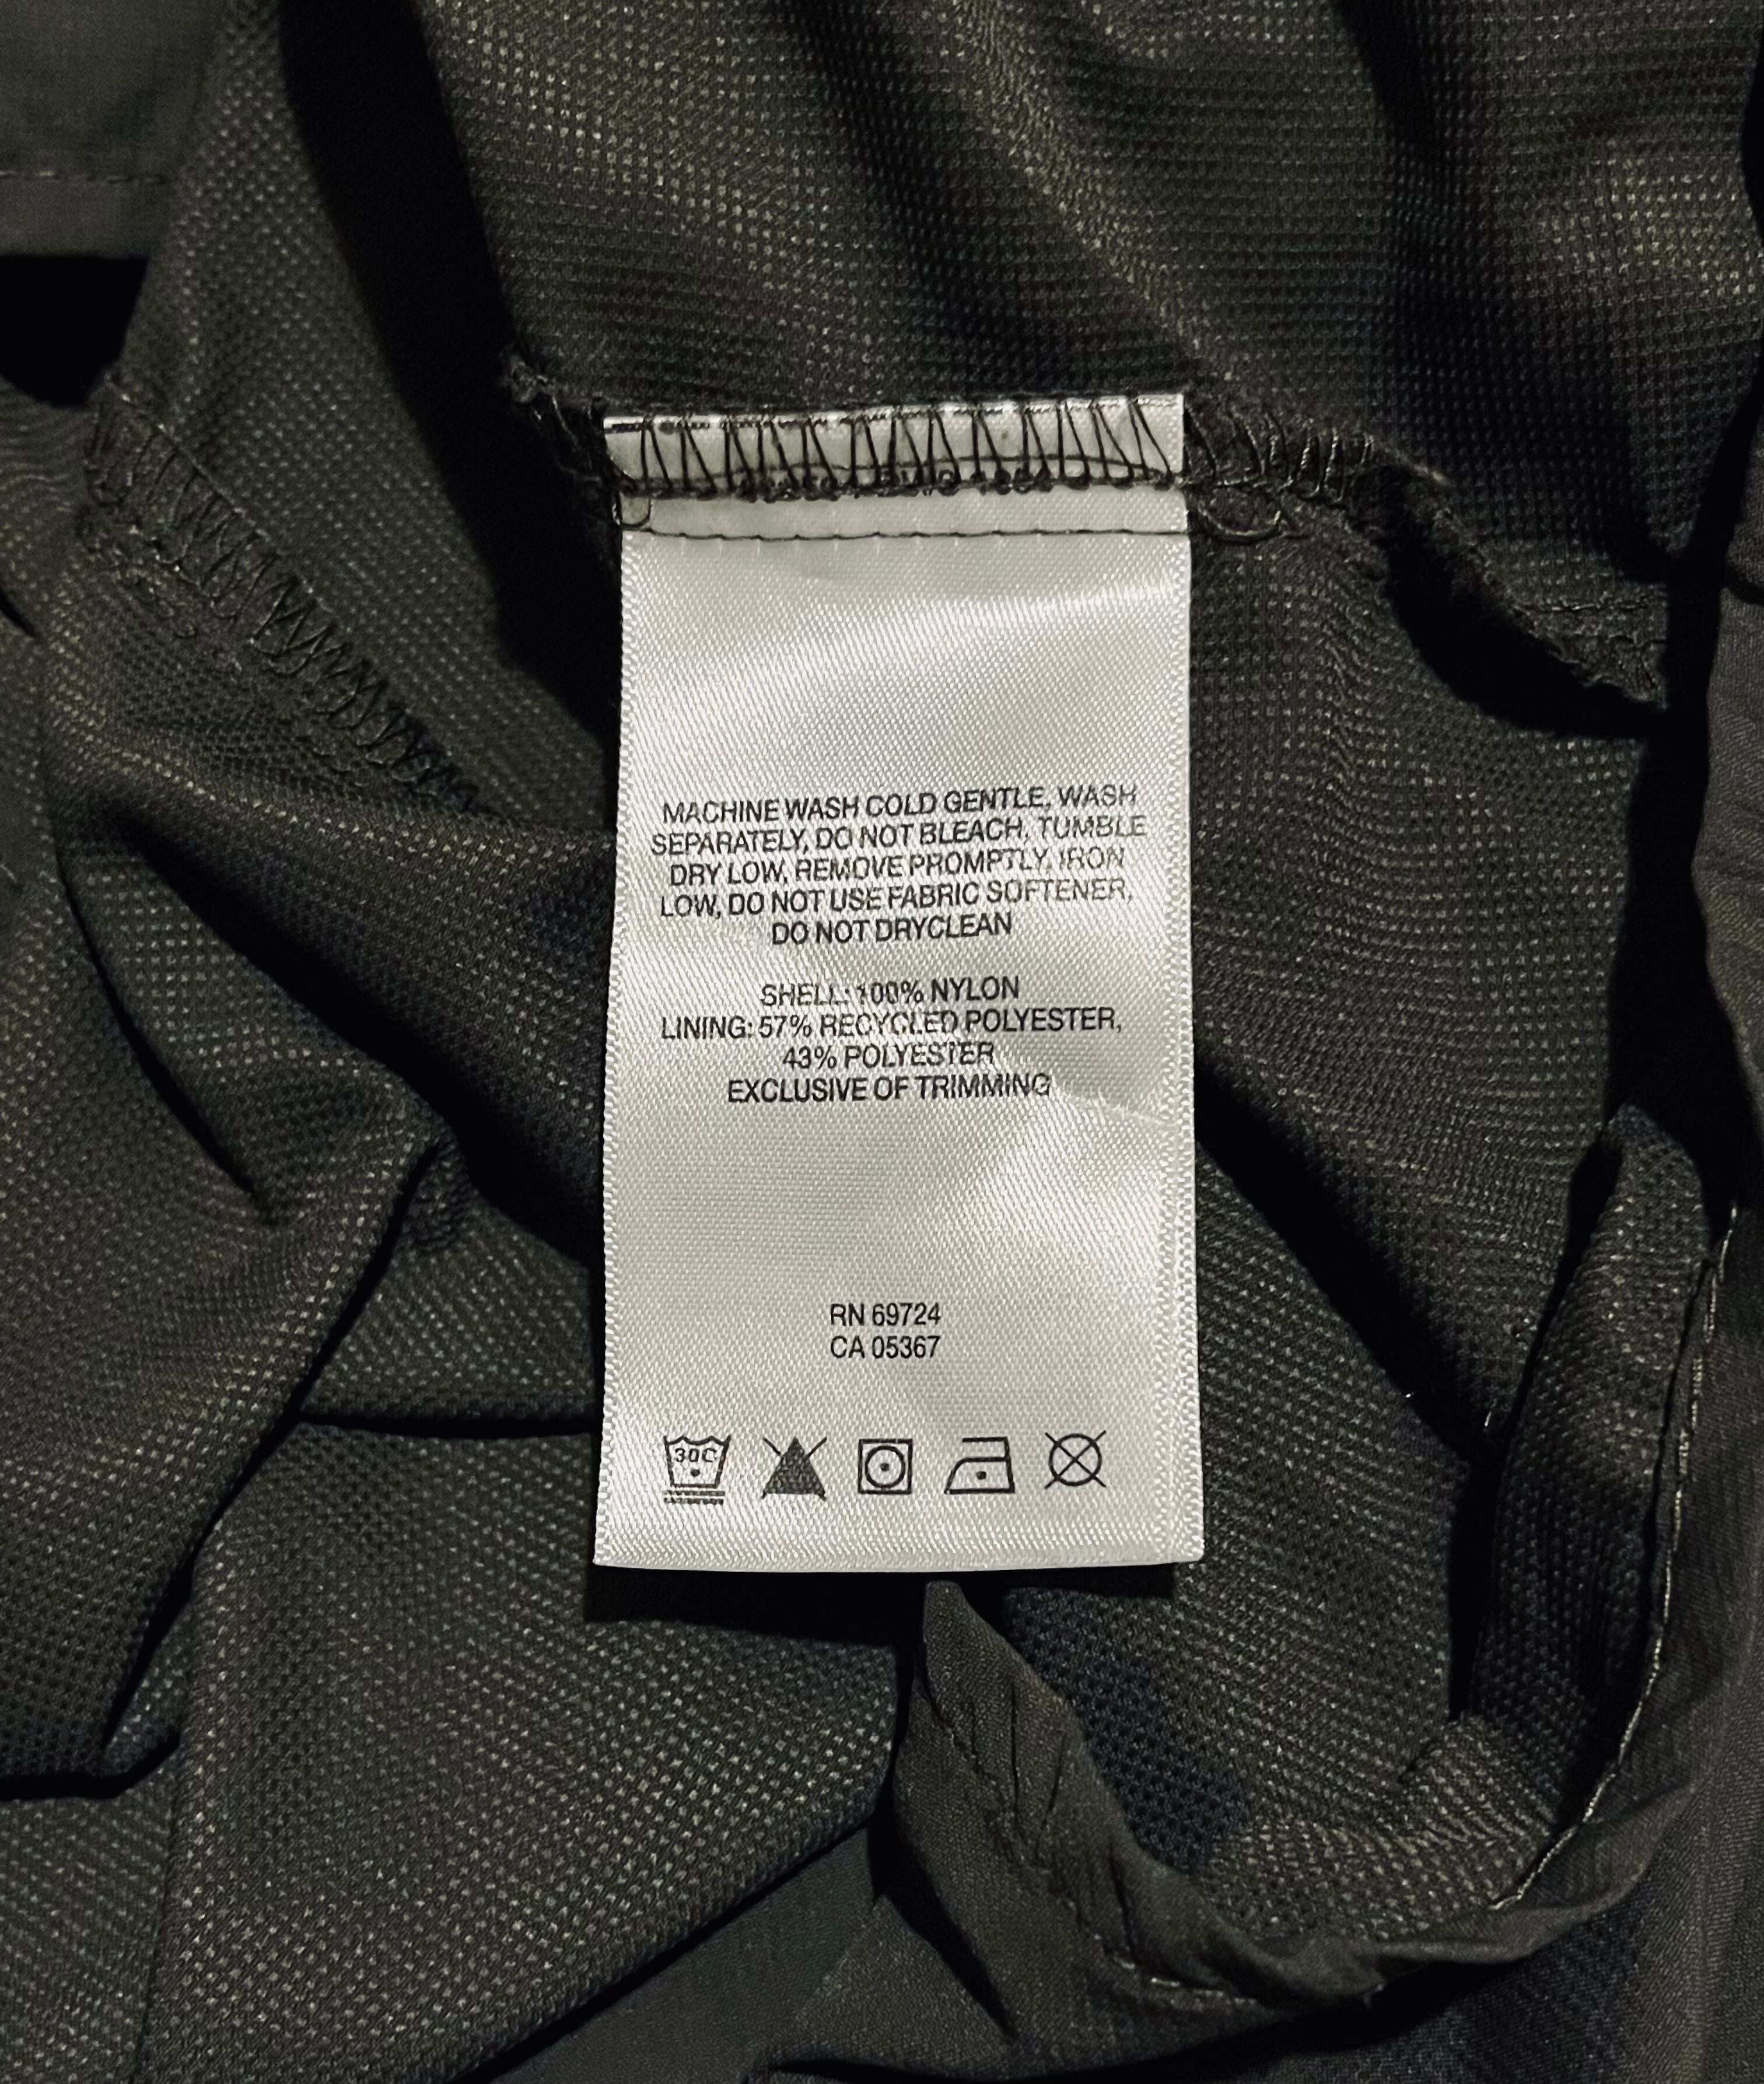 MACHINE WASH COLD GENTLE, WASH
SEPARATELY, DO NOT BLEACH, TUMBLE
DRY LOW, REMOVE PROMPTLY, IRON
LOW, DO NOT USE FABRIC SOFTENER,
DO NOT DRYCLEAN
SHELL: 100% NYLON
LINING: 57% RECYCLED POLYESTER,
43% POLYESTER
EXCLUSIVE OF TRIMMING
RN 69724
CA 05367
30C